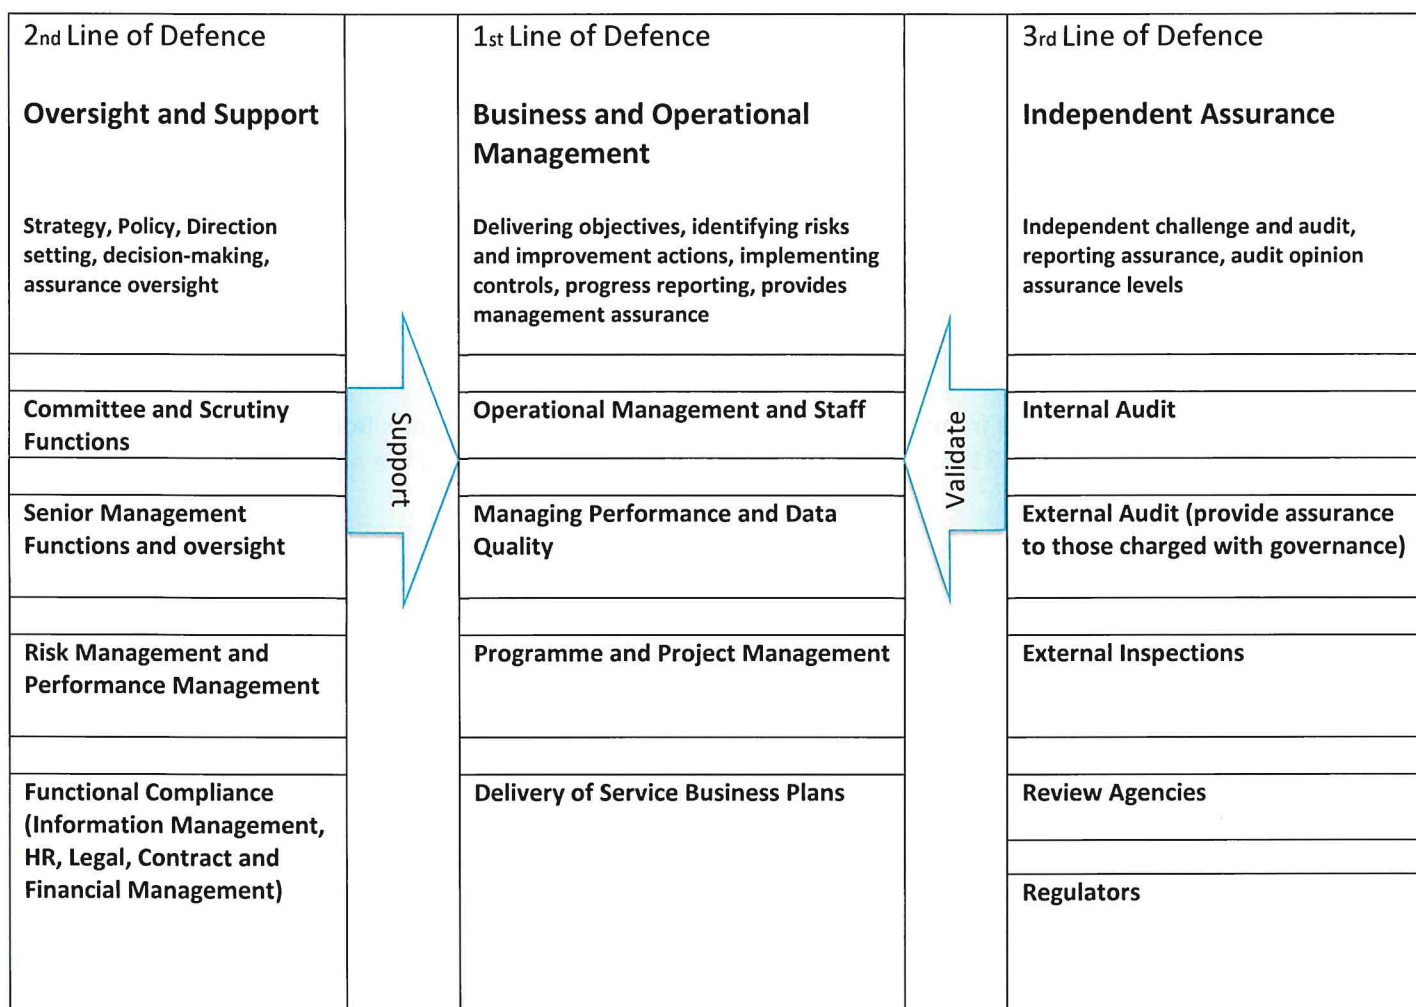 2nd Line of Defence
Oversight and Support
Strategy, Policy, Direction
setting, decision-making,
assurance oversight
Committee and Scrutiny
Functions
Senior Management
Functions and oversight
Risk Management and
Performance Management
Functional Compliance
(Information Management,
HR, Legal, Contract and
Financial Management)
Support
1st Line of Defence
Business and Operational
Management
Delivering objectives, identifying risks
and improvement actions, implementing
controls, progress reporting, provides
management assurance
Operational Management and Staff
Managing Performance and Data
Quality
Programme and Project Management
Delivery of Service Business Plans
Validate
3rd Line of Defence
Independent Assurance
Independent challenge and audit,
reporting assurance, audit opinion
assurance levels
Internal Audit
External Audit (provide assurance
to those charged with governance)
External Inspections
Review Agencies
Regulators